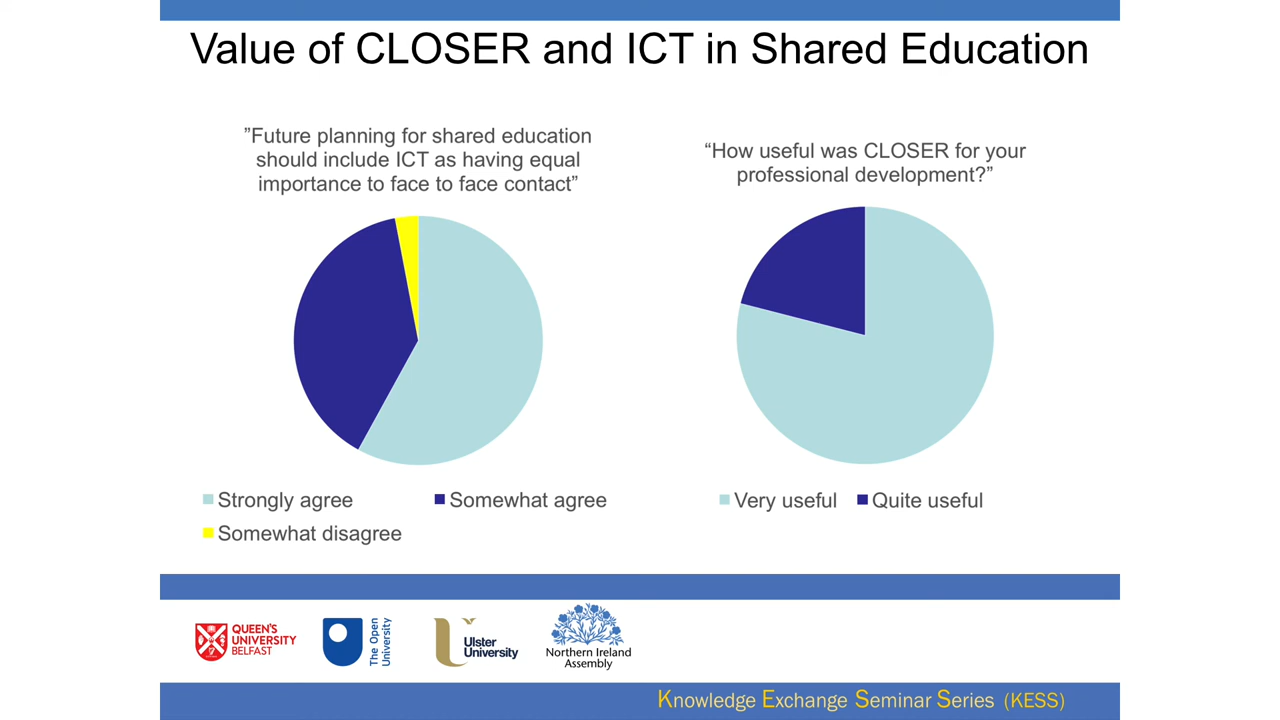 Value of CLOSER and ICT in Shared Education
”Future planning for shared education
should include ICT as having equal
importance to face to face contact”
Strongly agree
Somewhat agree
Somewhat disagree
“How useful was CLOSER for your
professional development?”
Very useful
Quite useful
QUEEN'S
UNIVERSITY
BELFAST
The Open
University
Ulster
University
Northern Ireland
Assembly
Knowledge Exchange Seminar Series (KESS)